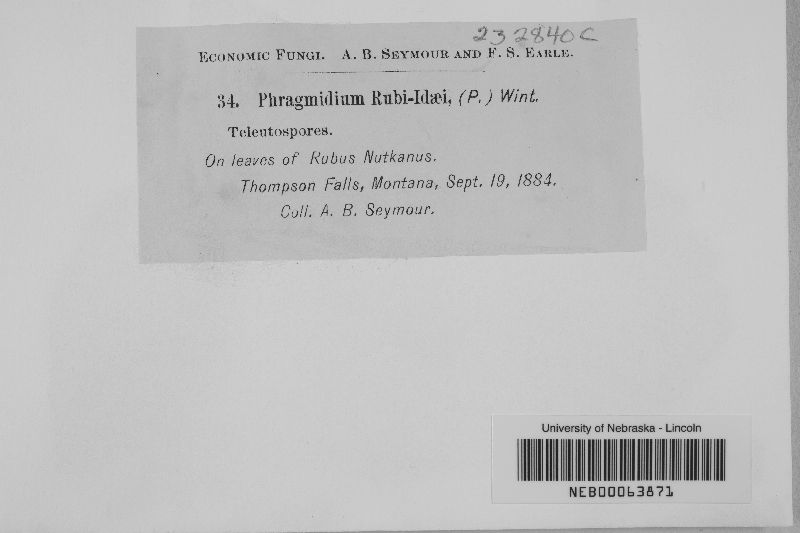 232840C
Economic Fungi. A. B. Seymour and F. S. Earle.
34. Phragmidium Rubi-Idæi, (P.) Wint.
Teleutospores.
On leaves of Rubus Nutkanus.
Thompson Falls, Montana, Sept. 19, 1884.
Coll. A. B. Seymour.
University of Nebraska - Lincoln
NEB00063871